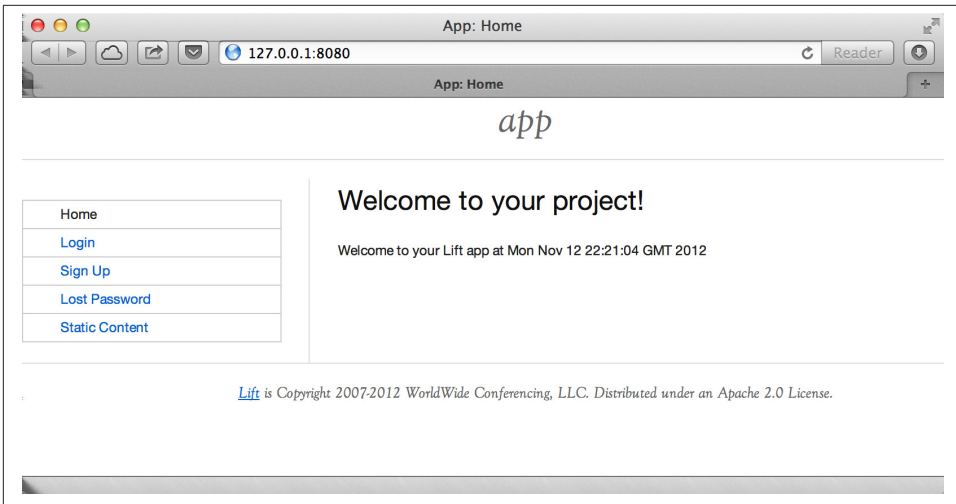 App: Home
127.0.0.1:8080
Reader
App: Home
app
Home
Login
Sign Up
Lost Password
Static Content
Welcome to your project!
Welcome to your Lift app at Mon Nov 12 22:21:04 GMT 2012
Lift is Copyright 2007-2012 WorldWide Conferencing, LLC. Distributed under an Apache 2.0 License.